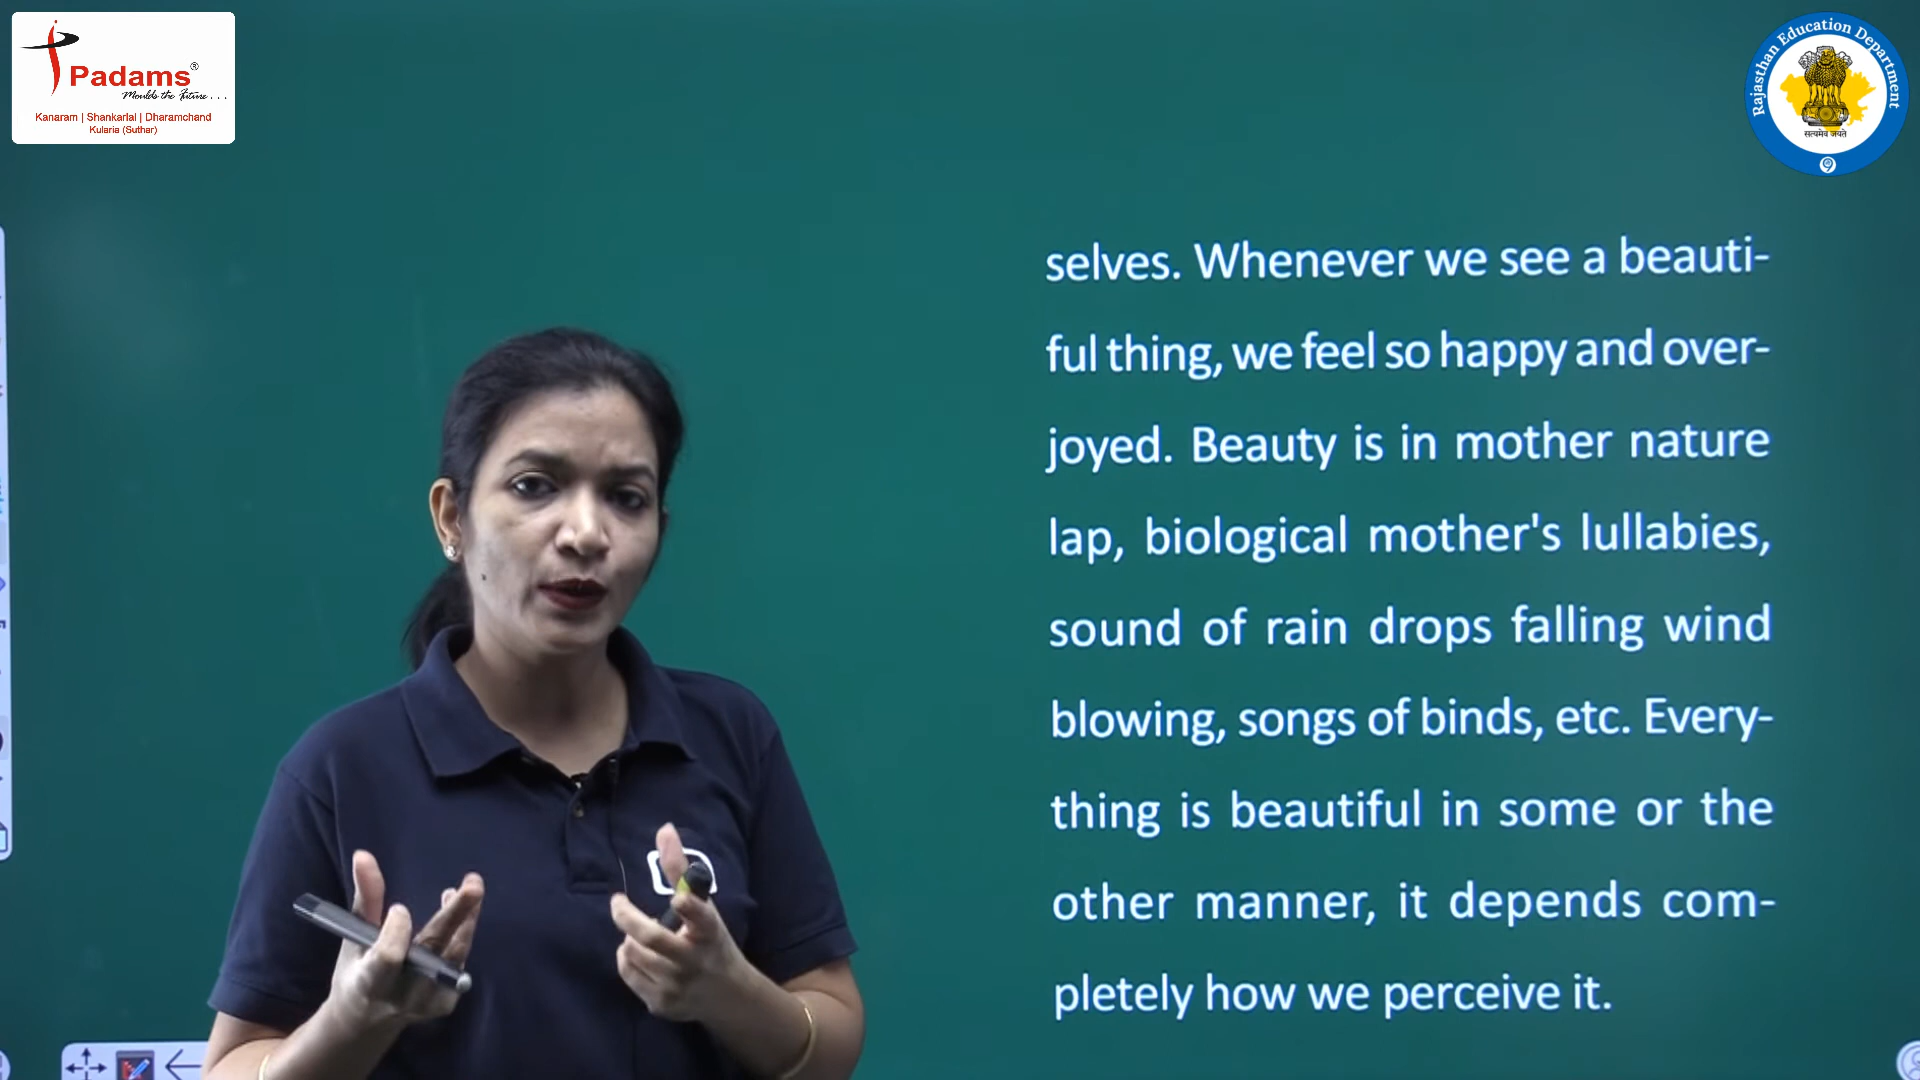 Padams®
Moulds the Future . . .
Kanaram | Shankarlal | Dharamchand
Kularia (Suthar)
Rajasthan Education Department
सत्यमेव जयते
selves. Whenever we see a beauti-
ful thing, we feel so happy and over-
joyed. Beauty is in mother nature
lap, biological mother's lullabies,
sound of rain drops falling wind
blowing, songs of binds, etc. Every-
thing is beautiful in some or the
other manner, it depends com-
pletely how we perceive it.